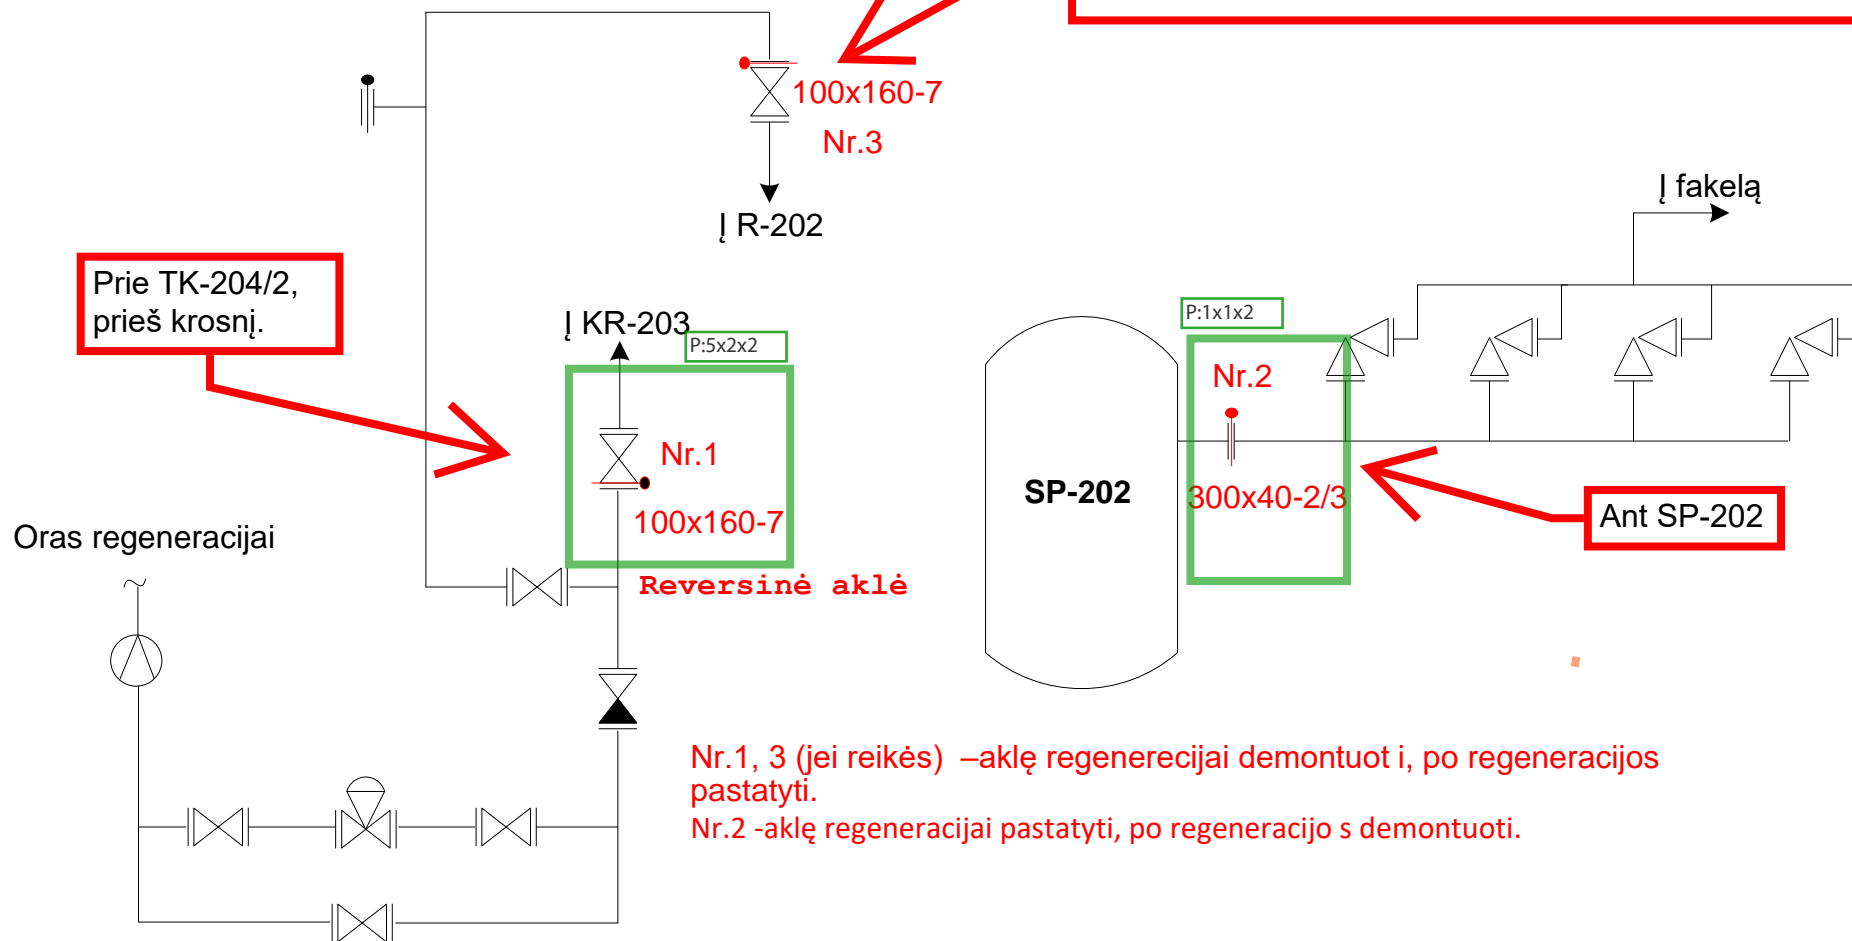 100x160-7
Nr.3
Į R-202
Į fakelą
Prie TK-204/2,
prieš krosnį.
Į KR-203
P:5x2x2
P:1x1x2
Nr.2
Nr.1
SP-202
300x40-2/3
100x160-7
Ant SP-202
Oras regeneracijai
Reversinė aklė
Nr.1, 3 (jei reikės) –aklę regenerecijai demontuot i, po regeneracijos
pastatyti.
Nr.2 -aklę regeneracijai pastatyti, po regeneracijo s demontuoti.